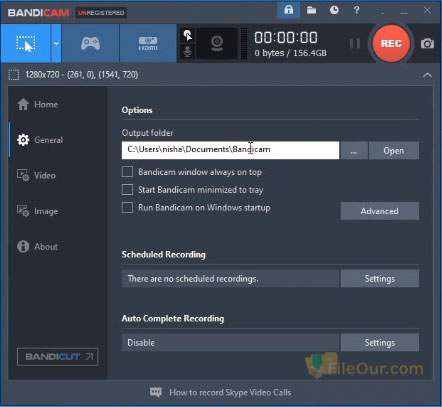 BANDICAM UNREGISTERED
HDMI
00:00:00
0 bytes / 156.4GB
REC
1280x720 - (261, 0), (1541, 720)
Home
General
Video
Image
About
BANDICUT
Options
Output folder
C:\Users\nisha\Documents\Bandicam
... Open
Bandicam window always on top
Start Bandicam minimized to tray
Run Bandicam on Windows startup
Advanced
Scheduled Recording
There are no scheduled recordings. Settings
Auto Complete Recording
Disable Settings
FileOur.com
How to record Skype Video Calls